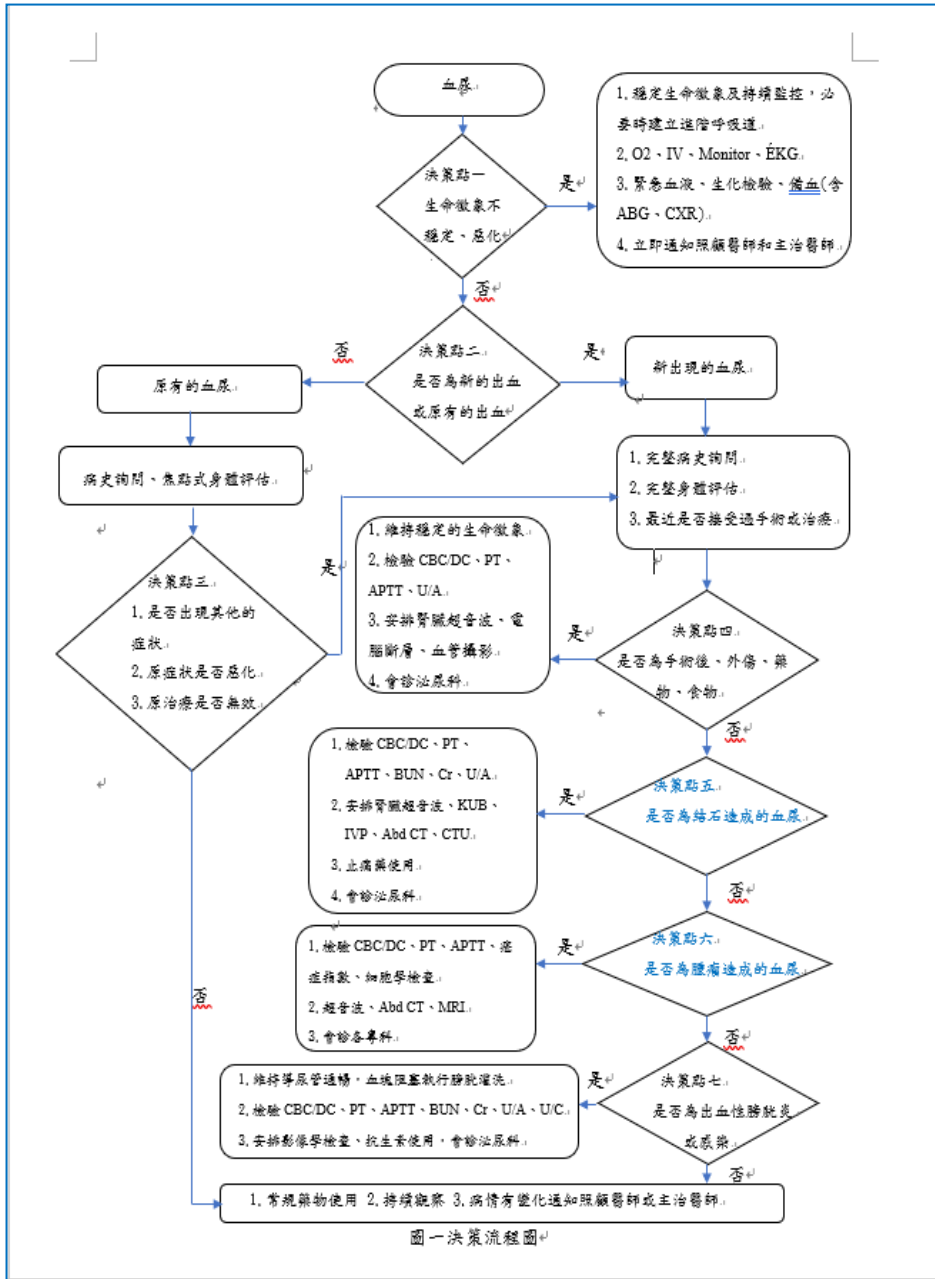 血尿
1. 穩定生命徵象及持續監控，必
要時建立進階呼吸道
2. O2、IV、Monitor、ÉKG
3. 緊急血液、生化檢驗、備血(含
ABG、CXR)
4. 立即通知照顧醫師和主治醫師
決策點一
生命徵象不
穩定、惡化
是
否
決策點二
是否為新的出血
或原有的出血
否
是
原有的血尿
新出現的血尿
病史詢問、焦點式身體評估
1. 完整病史詢問
2. 完整身體評估
3. 最近是否接受過手術或治療
決策點三
1. 是否出現其他的
症狀
2. 原症狀是否惡化
3. 原治療是否無效
是
1. 維持穩定的生命徵象
2. 檢驗 CBC/DC、PT、
APTT、U/A
3. 安排腎臟超音波、電
腦斷層、血管攝影
4. 會診泌尿科
是
決策點四
是否為手術後、外傷、藥
物、食物
否
1. 檢驗 CBC/DC、PT、
APTT、BUN、Cr、U/A
2. 安排腎臟超音波、KUB、
IVP、Abd CT、CTU
3. 止痛藥使用
4. 會診泌尿科
是
決策點五
是否為結石造成的血尿
否
1. 檢驗 CBC/DC、PT、APTT、癌
症指數、細胞學檢查
2. 超音波、Abd CT、MRI
3. 會診各專科
是
決策點六
是否為腫瘤造成的血尿
否
否
1. 維持導尿管通暢，血塊阻塞執行膀胱灌洗
2. 檢驗 CBC/DC、PT、APTT、BUN、Cr、U/A、U/C
3. 安排影像學檢查、抗生素使用，會診泌尿科
是
決策點七
是否為出血性膀胱炎
或感染
否
1. 常規藥物使用 2. 持續觀察 3. 病情有變化通知照顧醫師或主治醫師
圖一決策流程圖